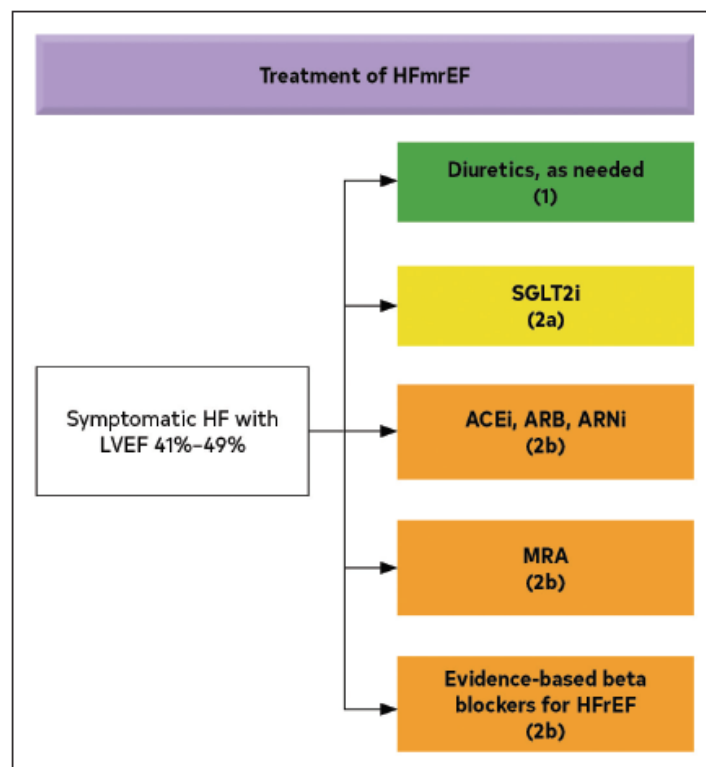 Treatment of HFmrEF
Diuretics, as needed
(1)
SGLT2i
(2a)
Symptomatic HF with
LVEF 41%–49%
ACEi, ARB, ARNi
(2b)
MRA
(2b)
Evidence-based beta
blockers for HFrEF
(2b)